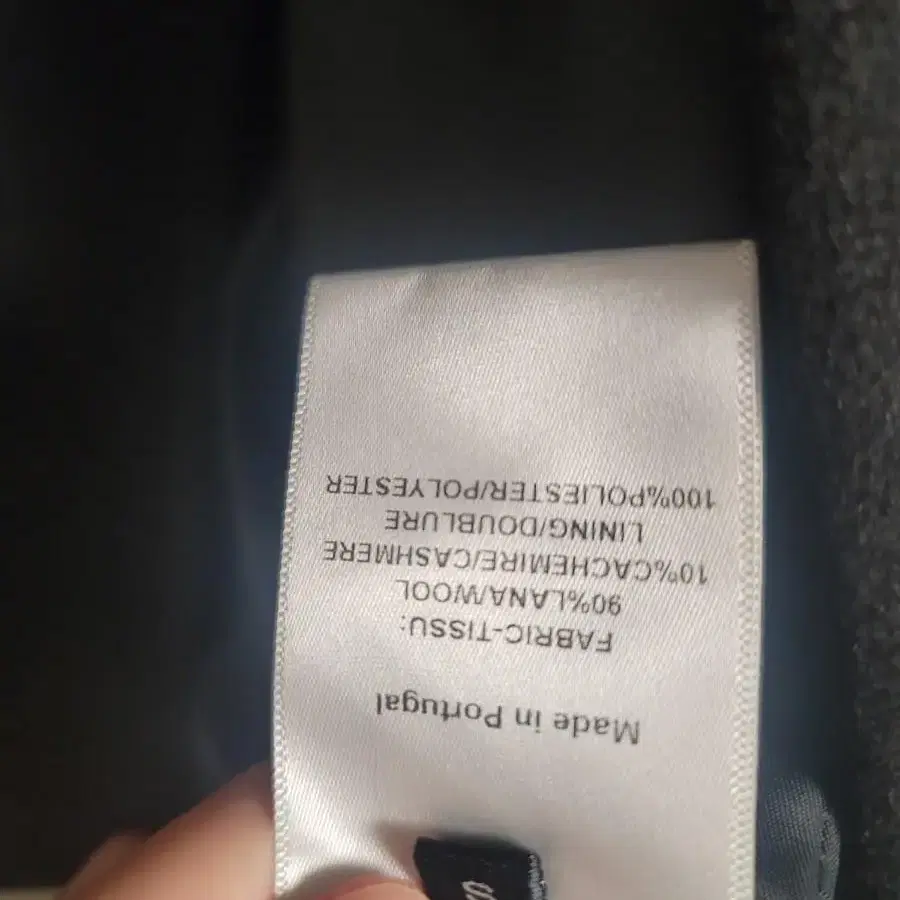 Made in Portugal
FABRIC-TISSU:
90%LANA/WOOL
10%CACHEMIRE/CASHMERE
LINING/DOUBLURE
100%POLIESTER/POLYESTER